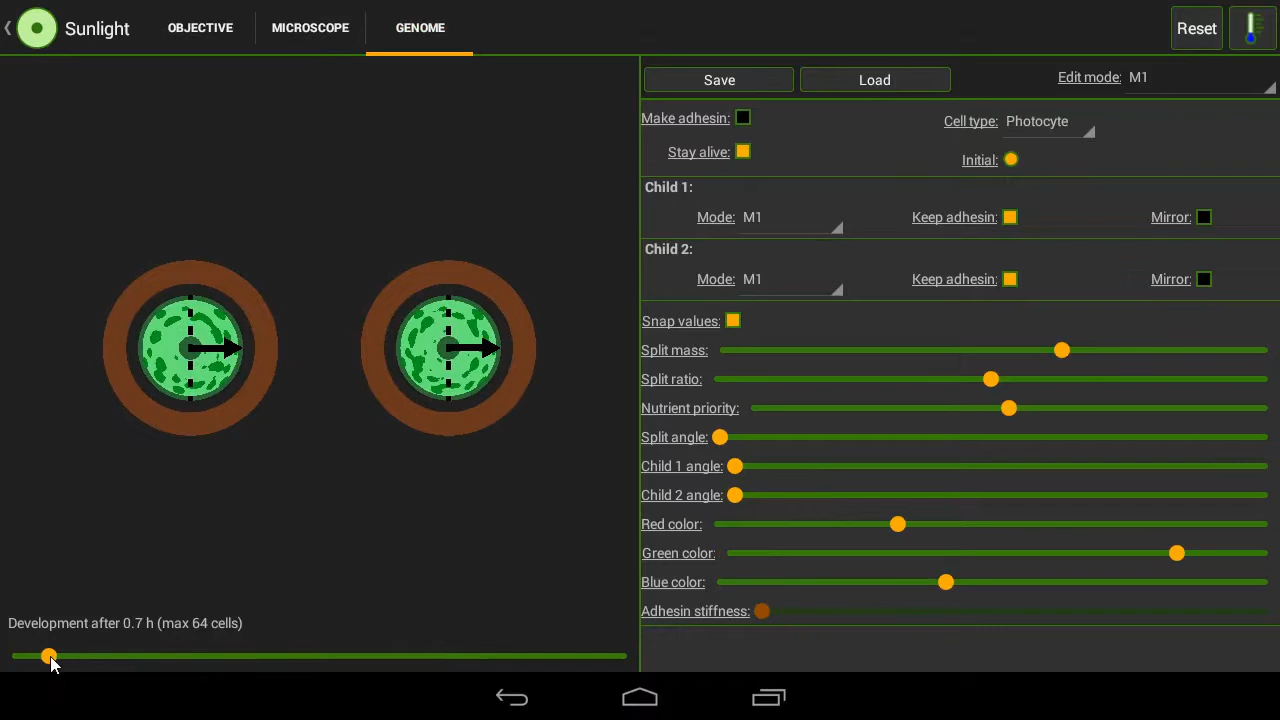 Sunlight
OBJECTIVE
MICROSCOPE
GENOME
Reset
Save
Load
Edit mode: M1
Make adhesin:
Cell type: Photocyte
Stay alive:
Initial:
Child 1:
Mode: M1
Keep adhesin:
Mirror:
Child 2:
Mode: M1
Keep adhesin:
Mirror:
Snap values:
Split mass:
Split ratio:
Nutrient priority:
Split angle:
Child 1 angle:
Child 2 angle:
Red color:
Green color:
Blue color:
Adhesin stiffness:
Development after 0.7 h (max 64 cells)